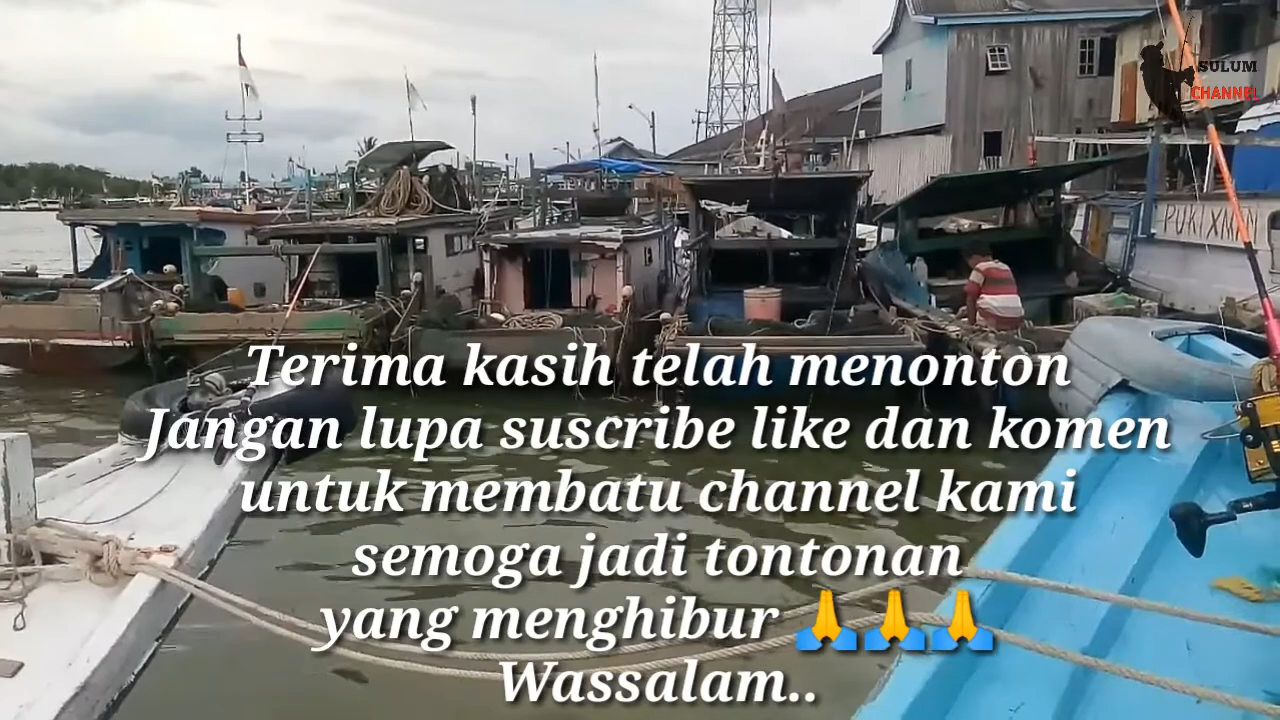 SULUM
CHANNEL
PUKIXMEN
Terima kasih telah menonton
Jangan lupa suscribe like dan komen
untuk membatu channel kami
semoga jadi tontonan
yang menghibur 🙏🙏🙏
Wassalam..